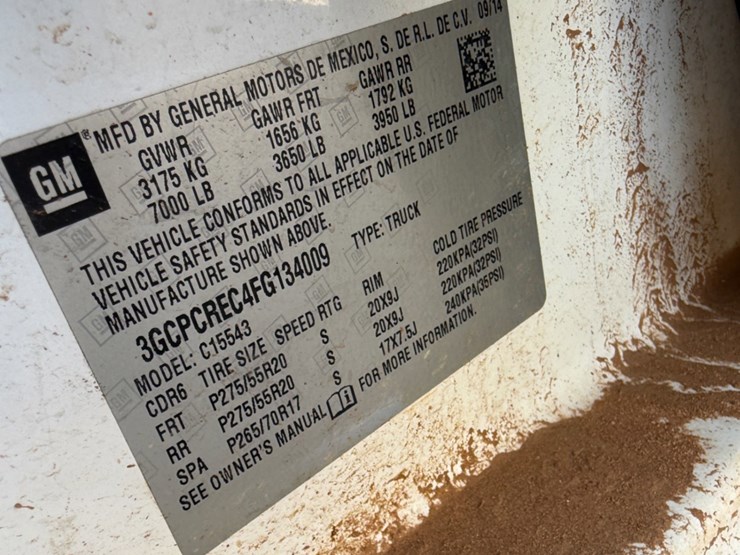 GM
® MFD BY GENERAL MOTORS DE MEXICO, S. DE R.L. DE C.V. 09/14
GVWR GAWR FRT GAWR RR
3175 KG 1656 KG 1792 KG
7000 LB 3650 LB 3950 LB
THIS VEHICLE CONFORMS TO ALL APPLICABLE U.S. FEDERAL MOTOR
VEHICLE SAFETY STANDARDS IN EFFECT ON THE DATE OF
MANUFACTURE SHOWN ABOVE.
3GCPCREC4FG134009 TYPE: TRUCK
MODEL: C15543
CDR6 TIRE SIZE SPEED RTG RIM COLD TIRE PRESSURE
FRT P275/55R20 S 20X9J 220KPA(32PSI)
RR P275/55R20 S 20X9J 220KPA(32PSI)
SPA P265/70R17 S 17X7.5J 240KPA(35PSI)
SEE OWNER'S MANUAL FOR MORE INFORMATION.